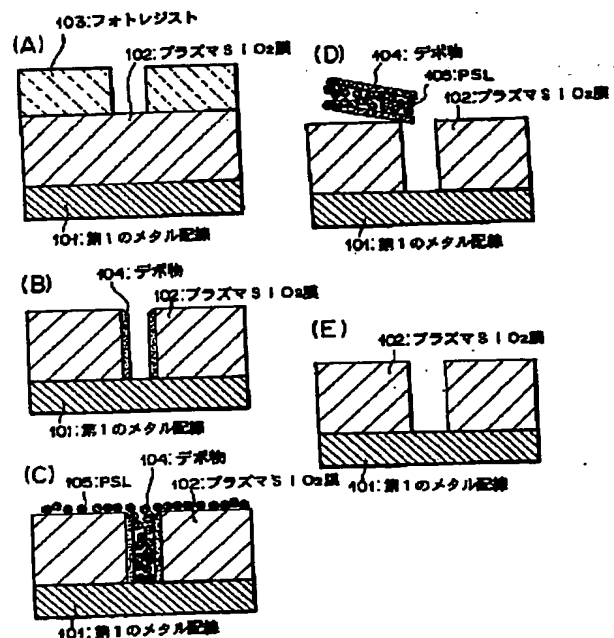 (A)
103:フォトレジスト
102:プラズマSiO₂膜
101:第1のメタル配線
(B)
104:デポ物
102:プラズマSiO₂膜
101:第1のメタル配線
(C)
105:PSL
104:デポ物
102:プラズマSiO₂膜
101:第1のメタル配線
(D)
104:デポ物
105:PSL
102:プラズマSiO₂膜
101:第1のメタル配線
(E)
102:プラズマSiO₂膜
101:第1のメタル配線